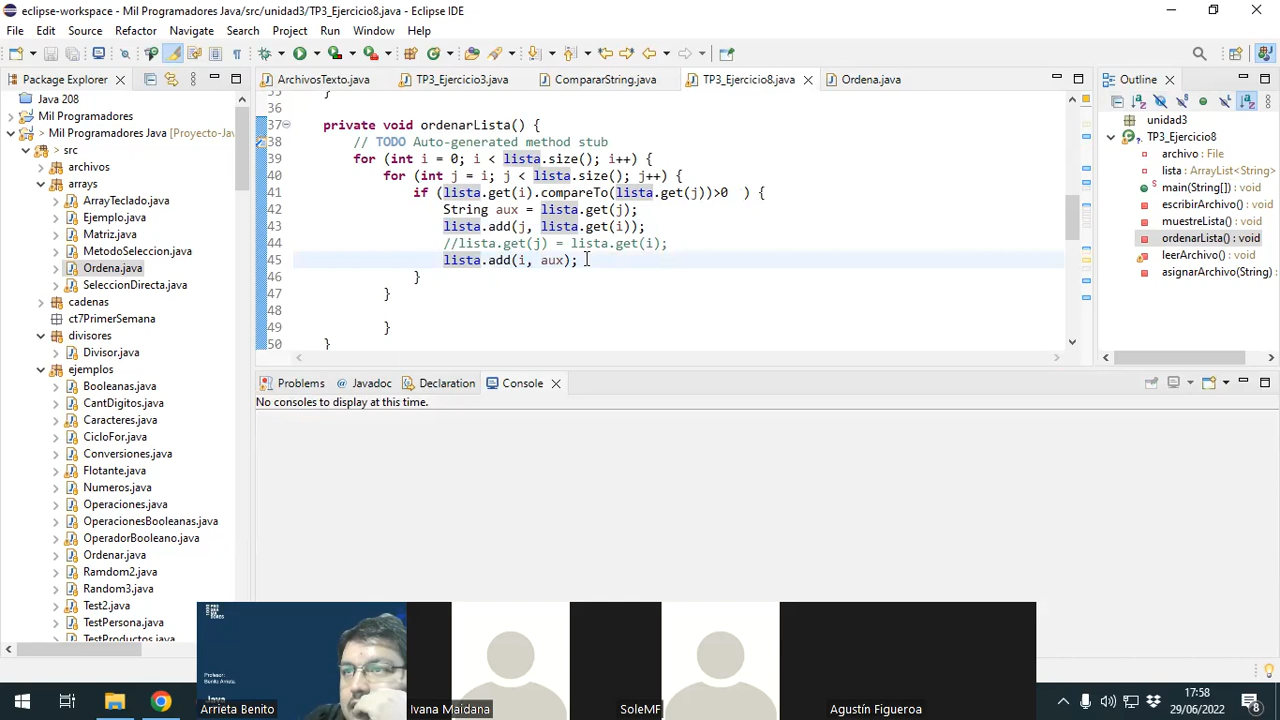 eclipse-workspace - Mil Programadores Java/src/unidad3/TP3_Ejercicio8.java - Eclipse IDE
File Edit Source Refactor Navigate Search Project Run Window Help
Package Explorer
Java 208
Mil Programadores
> Mil Programadores Java [Proyecto-Jav
> src
archivos
arrays
ArrayTeclado.java
Ejemplo.java
Matriz.java
MetodoSeleccion.java
Ordena.java
SeleccionDirecta.java
cadenas
ct7PrimerSemana
divisores
Divisor.java
ejemplos
Booleanas.java
CantDigitos.java
Caracteres.java
CicloFor.java
Conversiones.java
Flotante.java
Numeros.java
Operaciones.java
OperacionesBooleanas.java
OperadorBooleano.java
Ordenar.java
Ramdom2.java
Random3.java
Test2.java
TestPersona.java
TestProductos.java
ArchivosTexto.java TP3_Ejercicio3.java CompararString.java TP3_Ejercicio8.java Ordena.java
35 }
36
37 private void ordenarLista() {
38 // TODO Auto-generated method stub
39 for (int i = 0; i < lista.size(); i++) {
40 for (int j = i; j < lista.size(); j++) {
41 if (lista.get(i).compareTo(lista.get(j))>0 ) {
42 String aux = lista.get(j);
43 lista.add(j, lista.get(i));
44 //lista.get(j) = lista.get(i);
45 lista.add(i, aux);
46 }
47 }
48
49 }
50 }
Outline
unidad3
TP3_Ejercicio8
archivo : File
lista : ArrayList<String>
main(String[]) : void
escribirArchivo() : void
muestreLista() : void
ordenarLista() : void
leerArchivo() : void
asignarArchivo(String) :
Problems @ Javadoc Declaration Console
No consoles to display at this time.
Profesor:
Benito Arrieta
Java
Arrieta Benito
Ivana Maidana
SoleMF
Agustín Figueroa
17:58
29/06/2022
8